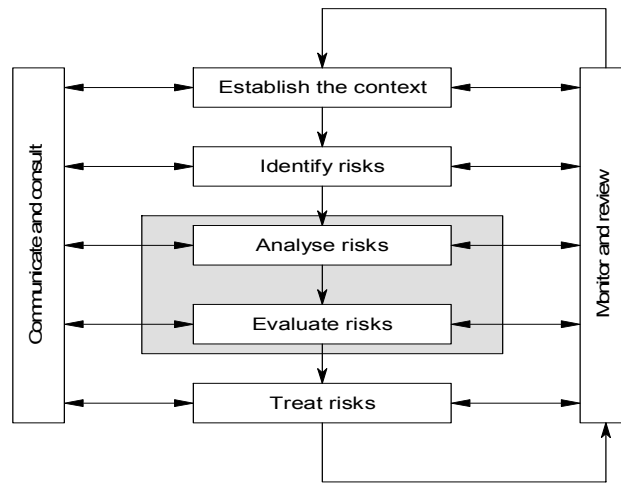 Establish the context
Identify risks
Analyse risks
Evaluate risks
Treat risks
Communicate and consult
Monitor and review